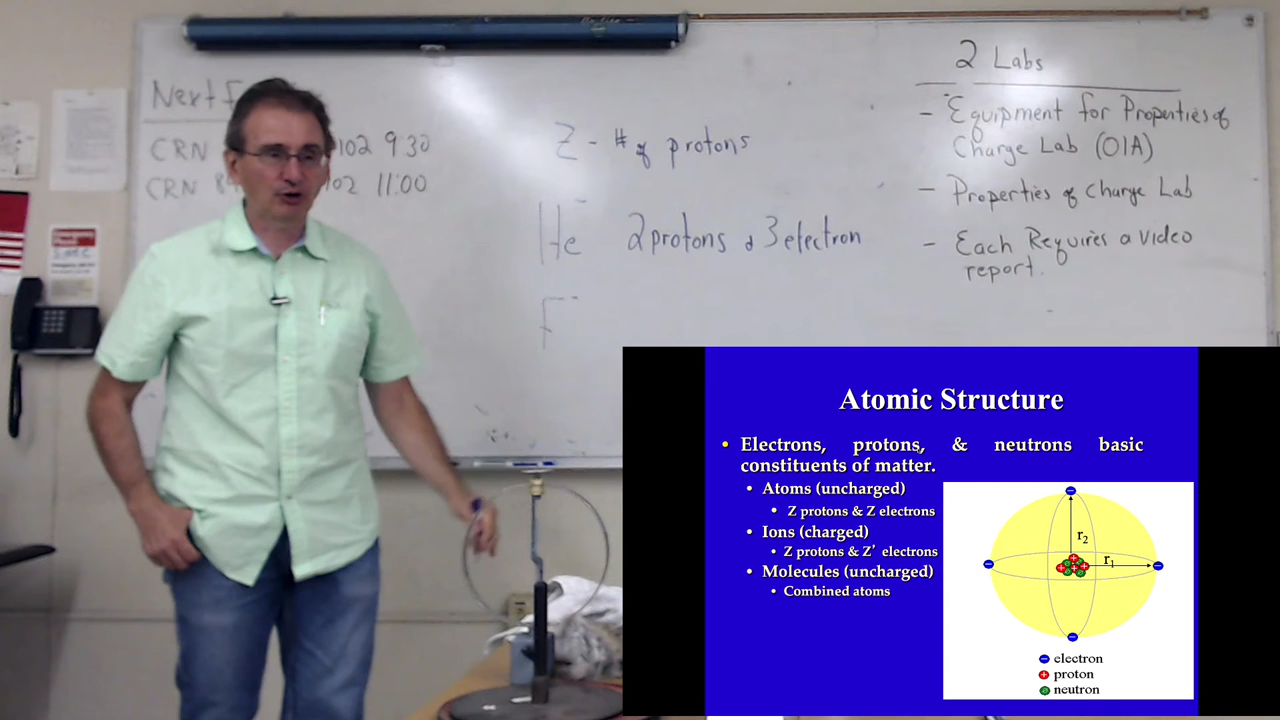 Next
CRN 102 9:30
CRN 102 11:00
Z - # of protons
He⁻ 2 protons & 3 electron
F⁻
2 Labs
- Equipment for Properties of
Charge Lab (OIA)
- Properties of Charge Lab
- Each Requires a video
report.
Atomic Structure
• Electrons, protons, & neutrons basic
constituents of matter.
• Atoms (uncharged)
• Z protons & Z electrons
• Ions (charged)
• Z protons & Z’ electrons
• Molecules (uncharged)
• Combined atoms
r₂
r₁
electron
proton
neutron